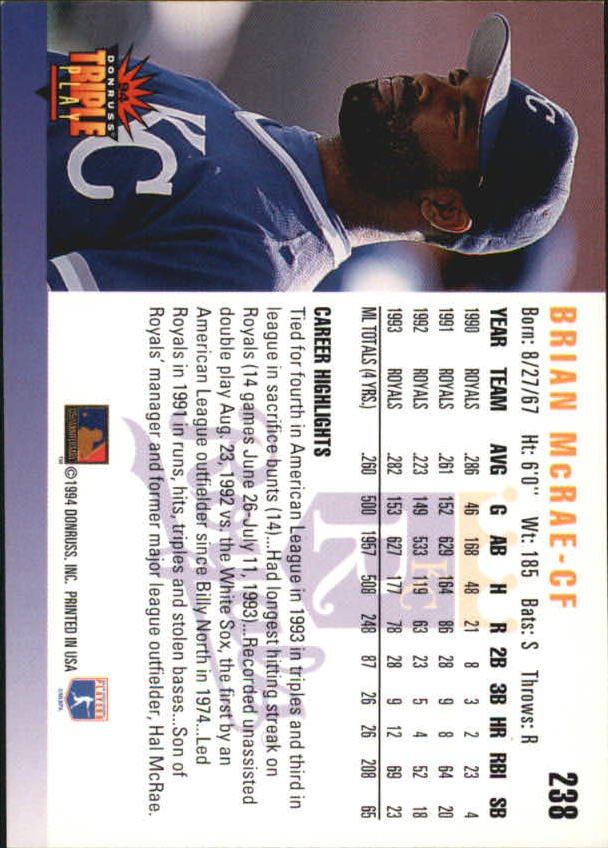 238
BRIAN McRAE-CF
Born: 8/27/67 Ht: 6'0" Wt: 185 Bats: S Throws: R
YEAR TEAM AVG G AB H R 2B 3B HR RBI SB
1990 ROYALS .286 46 168 48 21 8 3 2 23 4
1991 ROYALS .261 152 629 164 86 28 9 8 64 20
1992 ROYALS .223 149 533 119 63 23 5 4 52 18
1993 ROYALS .282 153 627 177 78 28 9 12 69 23
ML TOTALS (4 YRS.) .260 500 1957 508 248 87 26 26 208 65
CAREER HIGHLIGHTS
Tied for fourth in American League in 1993 in triples and third in
league in sacrifice bunts (14)...Had longest hitting streak on
Royals (14 games June 26-July 11, 1993)...Recorded unassisted
double play Aug. 23, 1992 vs. the White Sox, the first by an
American League outfielder since Billy North in 1974...Led
Royals in 1991 in runs, hits, triples and stolen bases...Son of
Royals' manager and former major league outfielder, Hal McRae.
©1994 DONRUSS, INC. PRINTED IN USA
PLAYERS
KC
94
DONRUSS
TRIPLE
PLAY
R
KC
Royals